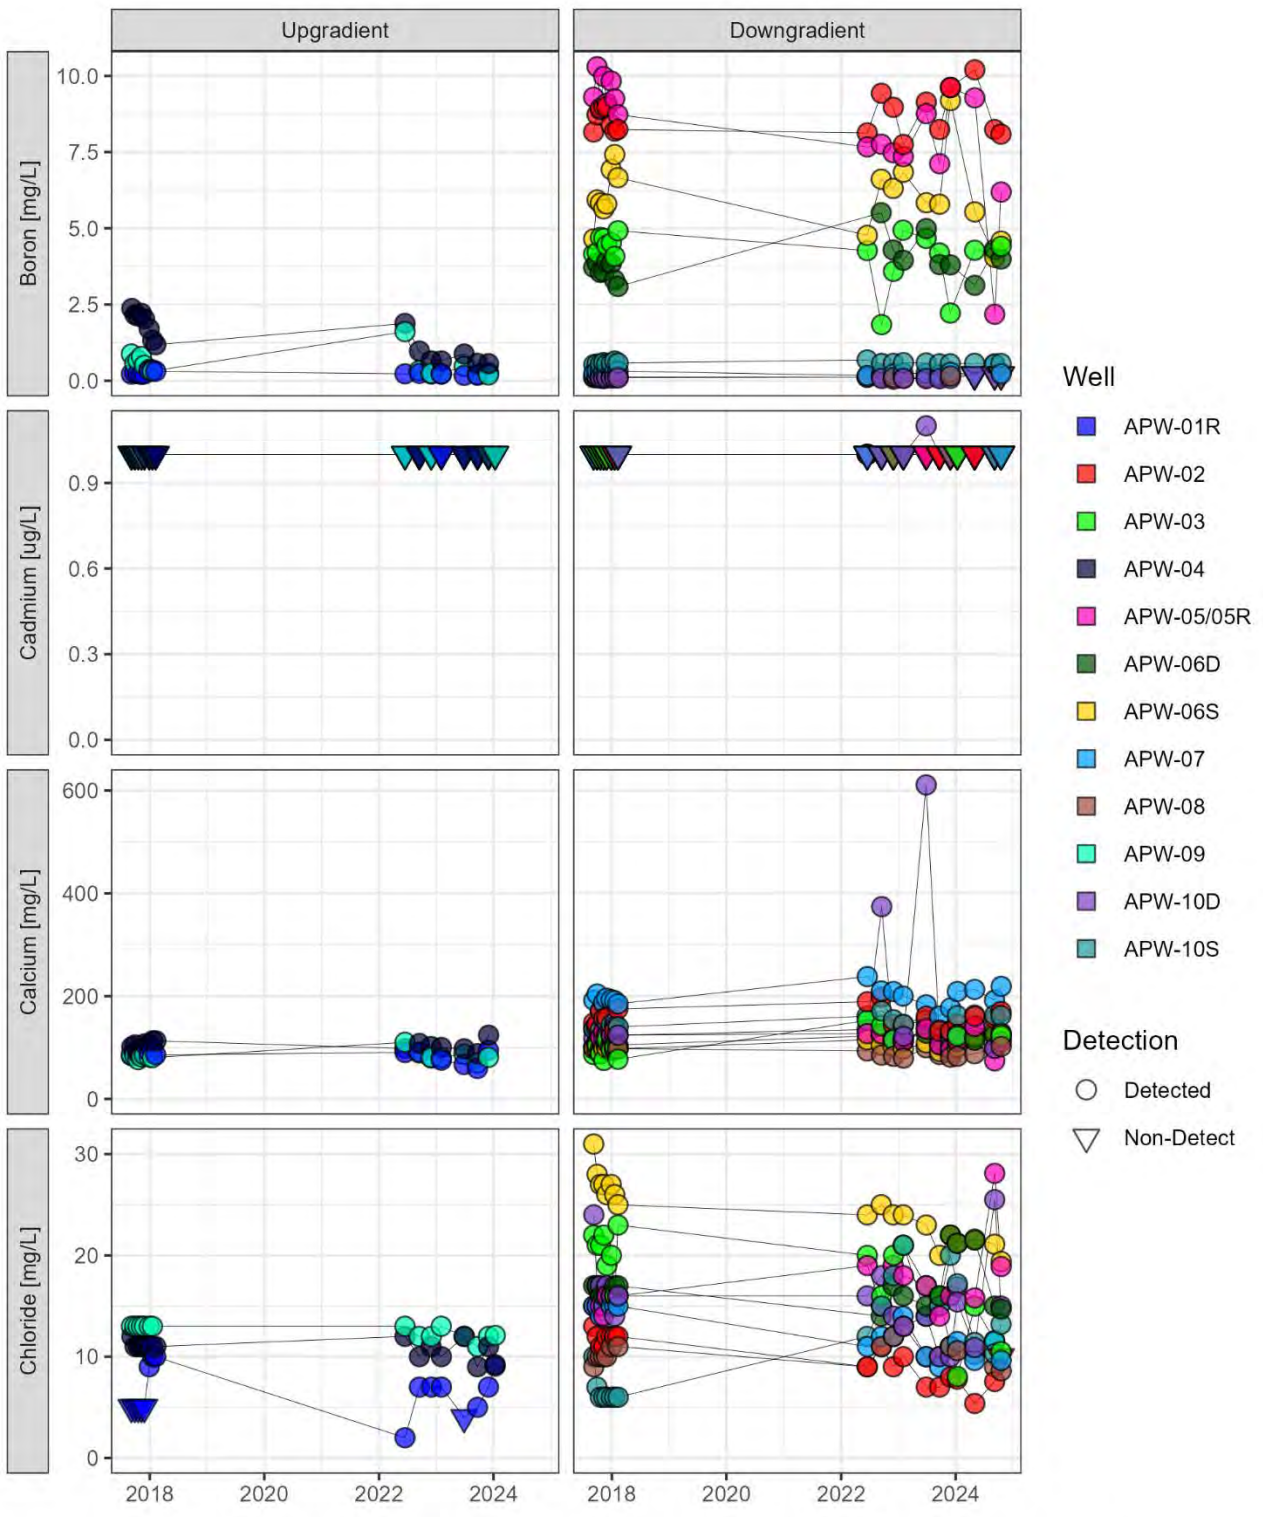 Upgradient
Downgradient
Boron [mg/L]
10.0
7.5
5.0
2.5
0.0
Cadmium [ug/L]
0.9
0.6
0.3
0.0
Calcium [mg/L]
600
400
200
0
Chloride [mg/L]
30
20
10
0
2018 2020 2022 2024
2018 2020 2022 2024
Well
APW-01R
APW-02
APW-03
APW-04
APW-05/05R
APW-06D
APW-06S
APW-07
APW-08
APW-09
APW-10D
APW-10S
Detection
Detected
Non-Detect